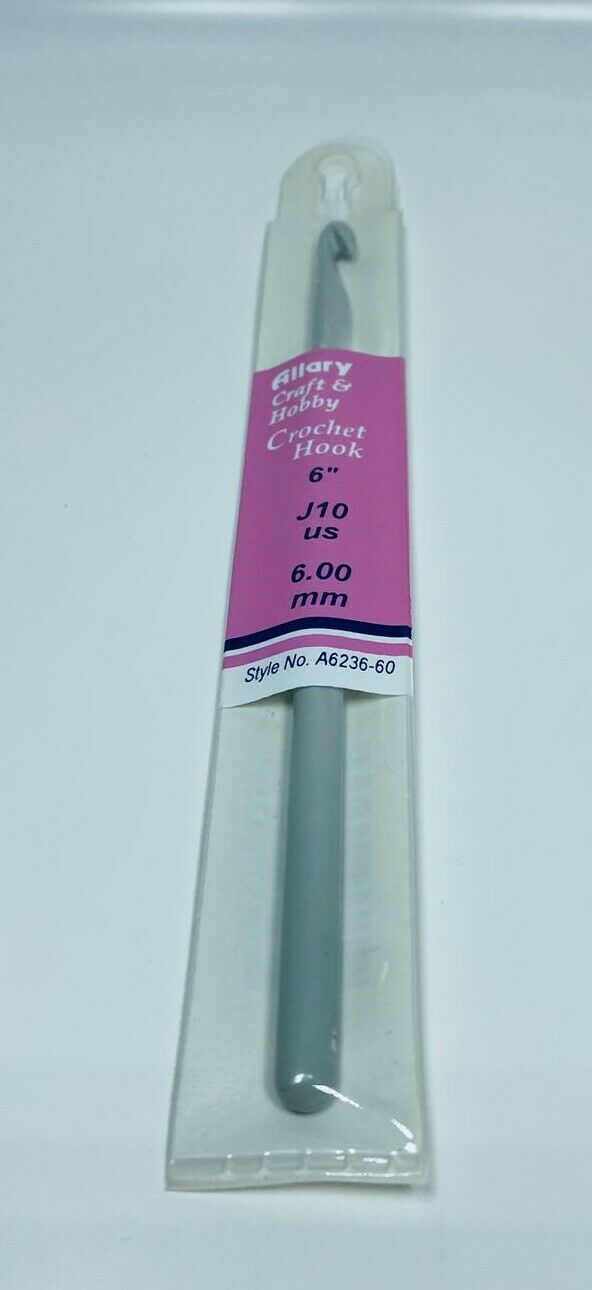 Allary
Craft &
Hobby
Crochet
Hook
6"
J10
us
6.00
mm
Style No. A6236-60